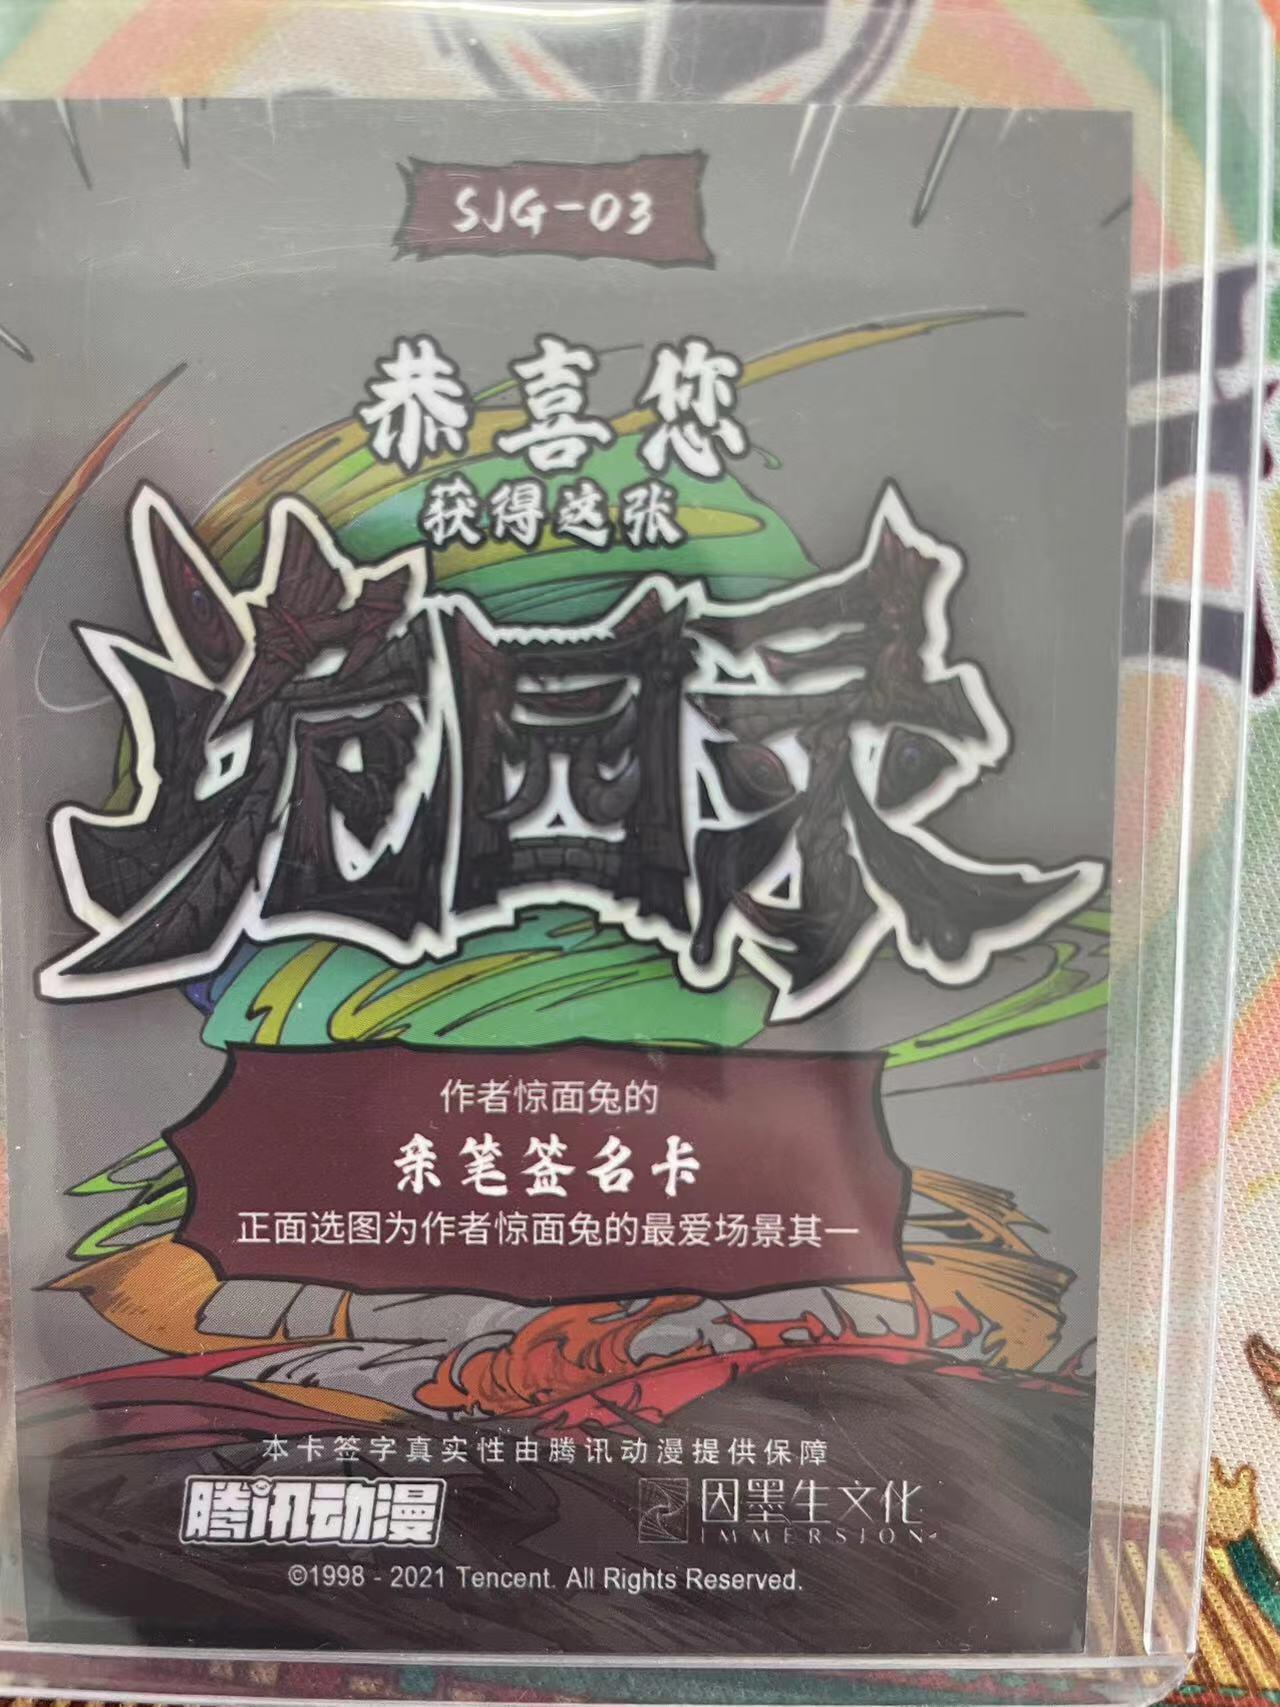 SJG-03
恭喜您
获得这张
诡园录
作者惊面兔的
亲笔签名卡
正面选图为作者惊面兔的最爱场景其一
本卡签字真实性由腾讯动漫提供保障
腾讯动漫
因墨生文化
IMMERSION
©1998 - 2021 Tencent. All Rights Reserved.